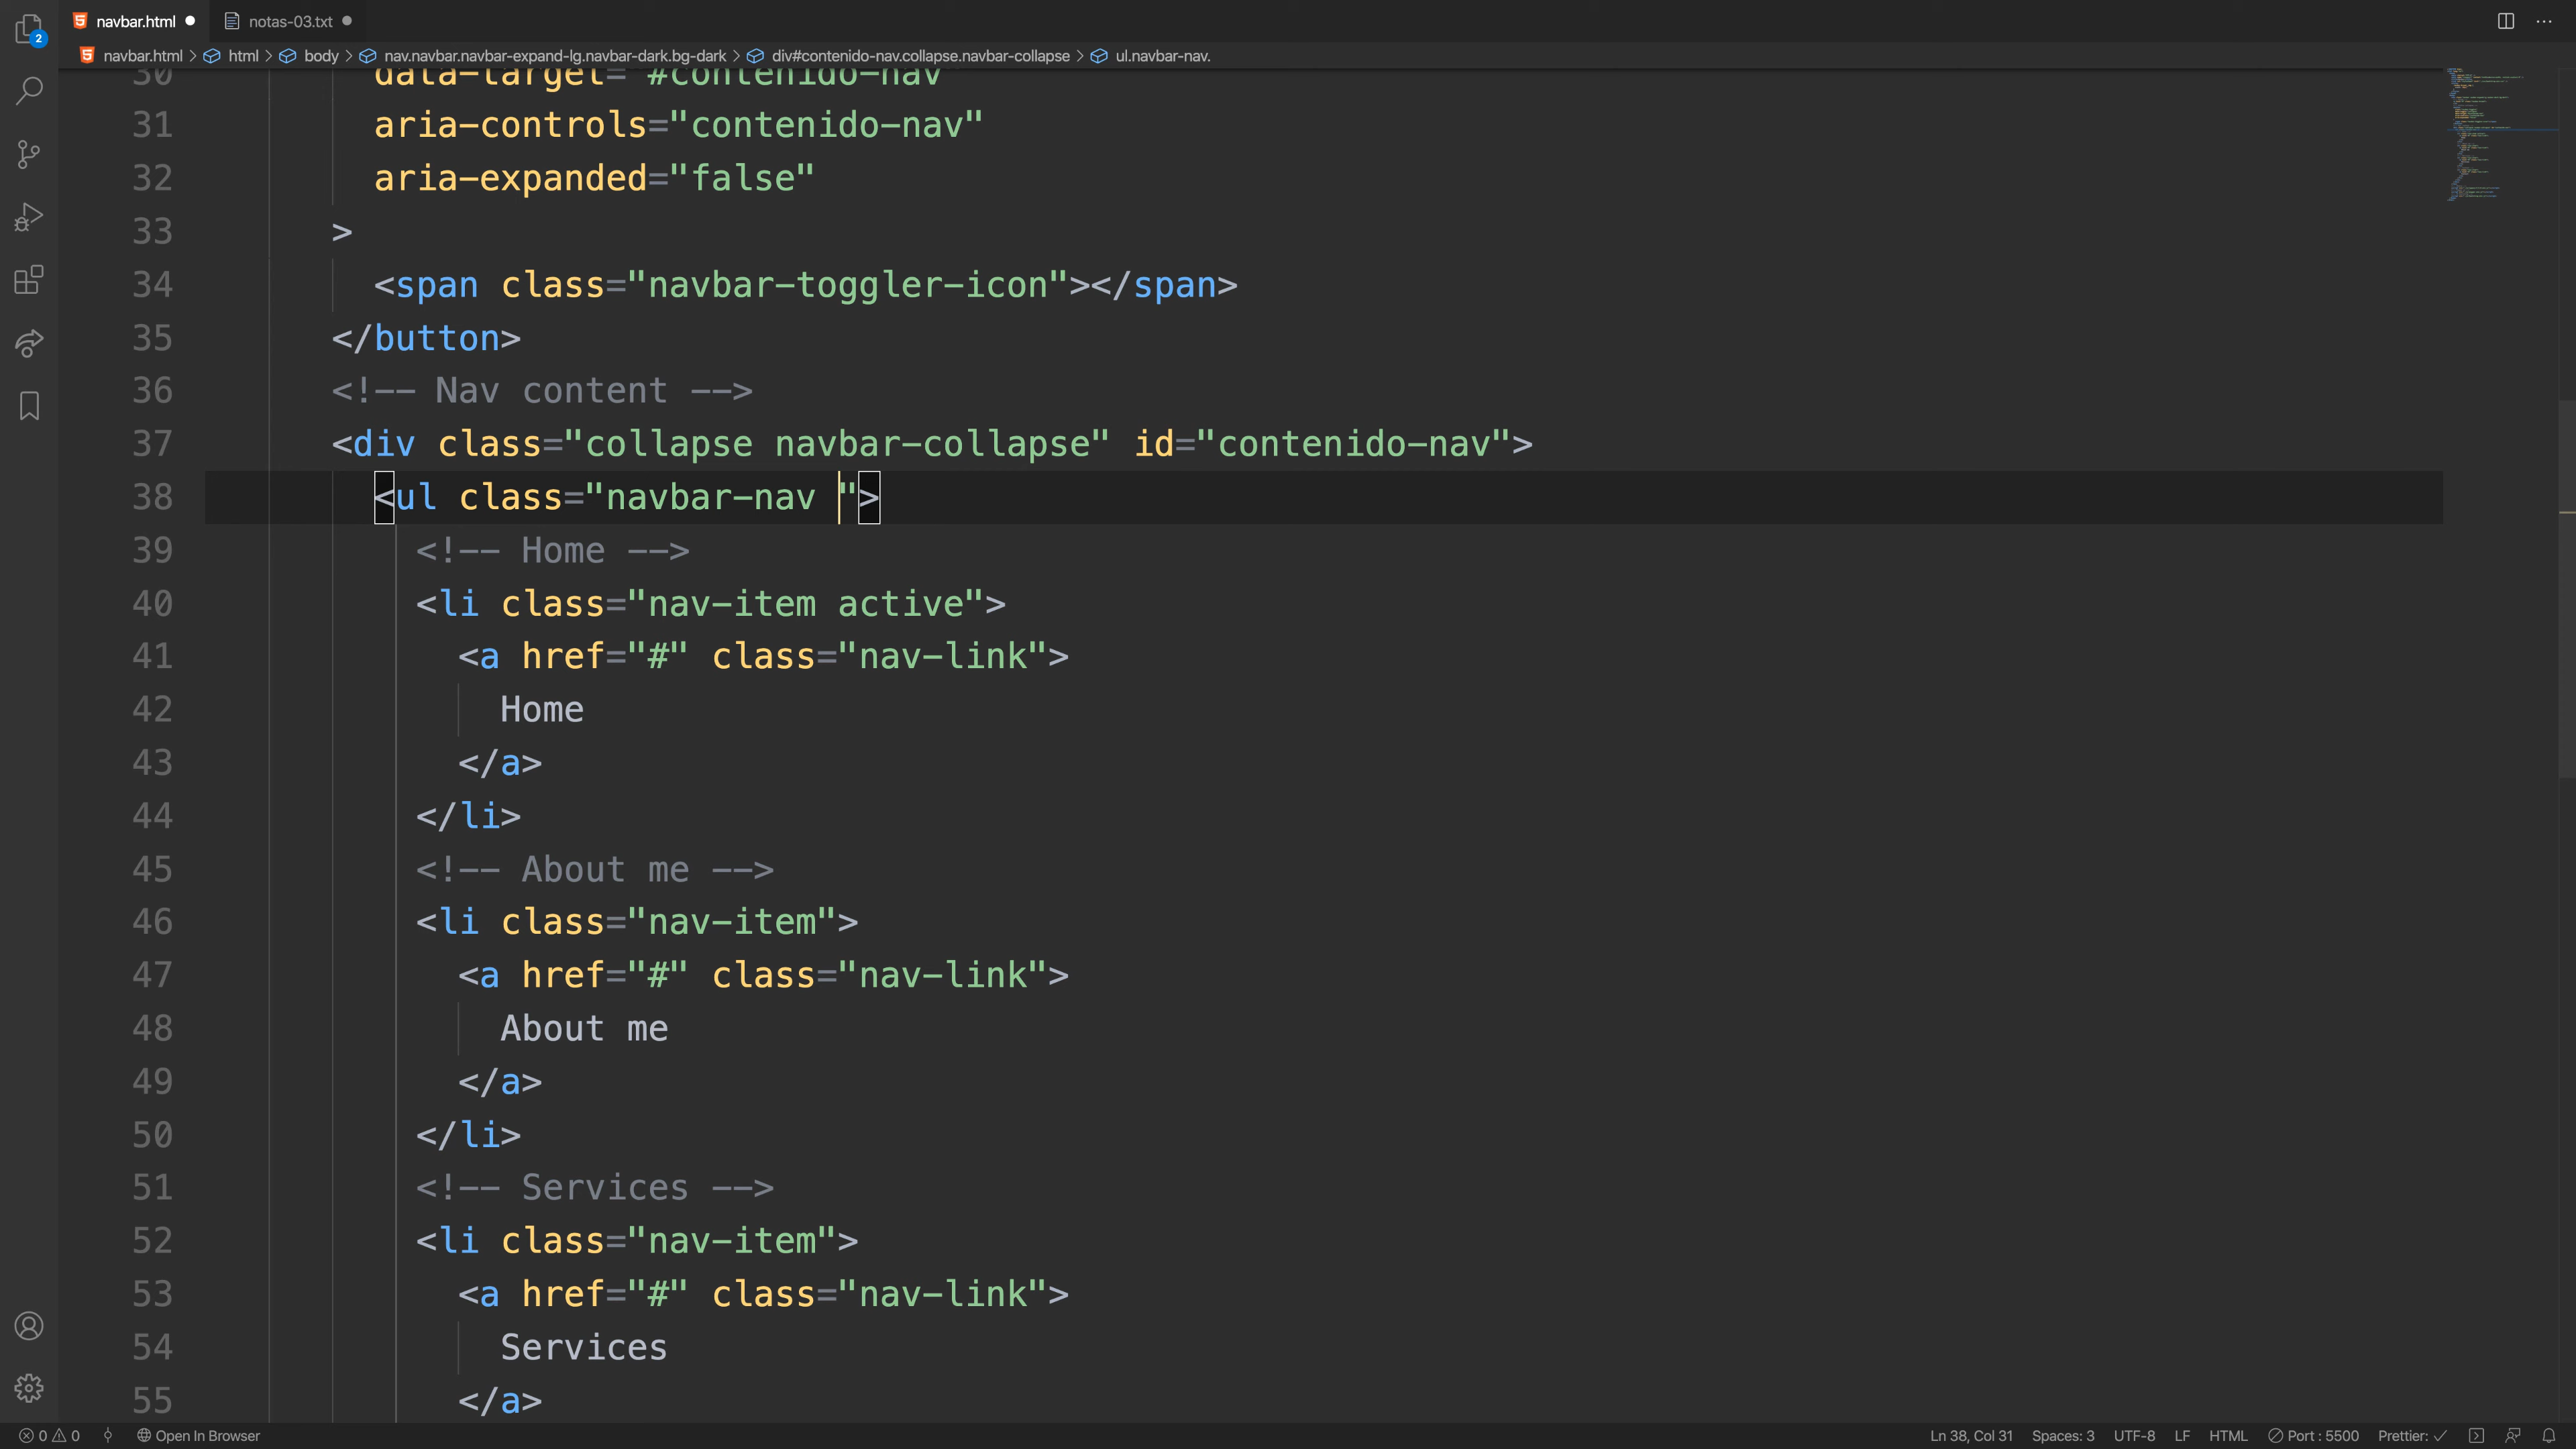 navbar.html
notas-03.txt
navbar.html > html > body > nav.navbar.navbar-expand-lg.navbar-dark.bg-dark > div#contenido-nav.collapse.navbar-collapse > ul.navbar-nav.
2
30 data-target="#contenido-nav"
31 aria-controls="contenido-nav"
32 aria-expanded="false"
33 >
34 <span class="navbar-toggler-icon"></span>
35 </button>
36 <!-- Nav content -->
37 <div class="collapse navbar-collapse" id="contenido-nav">
38 <ul class="navbar-nav ">
39 <!-- Home -->
40 <li class="nav-item active">
41 <a href="#" class="nav-link">
42 Home
43 </a>
44 </li>
45 <!-- About me -->
46 <li class="nav-item">
47 <a href="#" class="nav-link">
48 About me
49 </a>
50 </li>
51 <!-- Services -->
52 <li class="nav-item">
53 <a href="#" class="nav-link">
54 Services
55 </a>
0 0 Open In Browser Ln 38, Col 31 Spaces: 3 UTF-8 LF HTML Port : 5500 Prettier: ✓